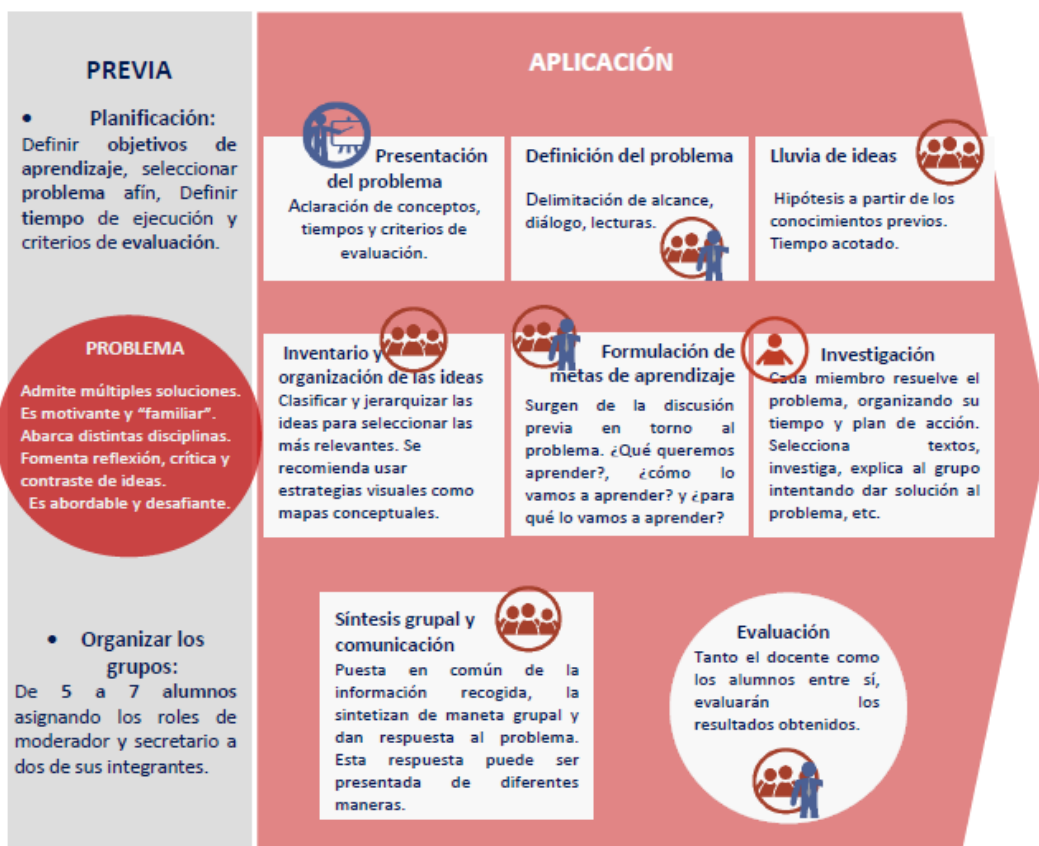 PREVIA
• Planificación:
Definir objetivos de
aprendizaje, seleccionar
problema afín, Definir
tiempo de ejecución y
criterios de evaluación.
PROBLEMA
Admite múltiples soluciones.
Es motivante y “familiar”.
Abarca distintas disciplinas.
Fomenta reflexión, crítica y
contraste de ideas.
Es abordable y desafiante.
• Organizar los
grupos:
De 5 a 7 alumnos
asignando los roles de
moderador y secretario a
dos de sus integrantes.
APLICACIÓN
Presentación
del problema
Aclaración de conceptos,
tiempos y criterios de
evaluación.
Definición del problema
Delimitación de alcance,
diálogo, lecturas.
Lluvia de ideas
Hipótesis a partir de los
conocimientos previos.
Tiempo acotado.
Inventario y
organización de las ideas
Clasificar y jerarquizar las
ideas para seleccionar las
más relevantes. Se
recomienda usar
estrategias visuales como
mapas conceptuales.
Formulación de
metas de aprendizaje
Surgen de la discusión
previa en torno al
problema. ¿Qué queremos
aprender?, ¿cómo lo
vamos a aprender? y ¿para
qué lo vamos a aprender?
Investigación
Cada miembro resuelve el
problema, organizando su
tiempo y plan de acción.
Selecciona textos,
investiga, explica al grupo
intentando dar solución al
problema, etc.
Síntesis grupal y
comunicación
Puesta en común de la
información recogida, la
sintetizan de maneta grupal y
dan respuesta al problema.
Esta respuesta puede ser
presentada de diferentes
maneras.
Evaluación
Tanto el docente como
los alumnos entre sí,
evaluarán los
resultados obtenidos.